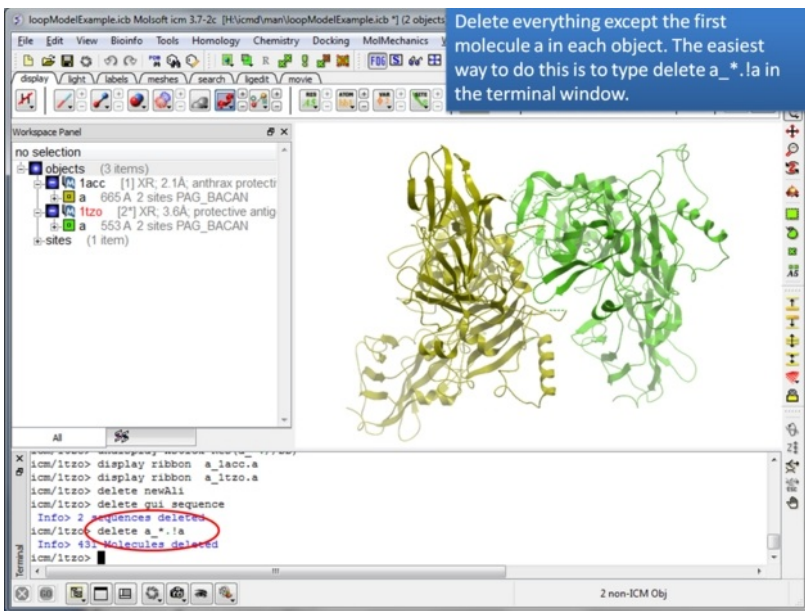 loopModelExample.icb Molsoft icm 3.7-2c [H:\icmd\man\loopModelExample.icb *] (2 objects
Delete everything except the first
molecule a in each object. The easiest
way to do this is to type delete a_*.!a in
the terminal window.
File Edit View Bioinfo Tools Homology Chemistry Docking MolMechanics
display light labels meshes search ligedit movie
Workspace Panel
no selection
objects (3 items)
1acc [1] XR; 2.1Å; anthrax protecti
a 665 A 2 sites PAG_BACAN
1tzo [2*] XR; 3.6Å; protective antig
a 553 A 2 sites PAG_BACAN
sites (1 item)
All
icm/1tzo> display ribbon a_1acc.a
icm/1tzo> display ribbon a_1tzo.a
icm/1tzo> delete newAli
icm/1tzo> delete gui sequence
Info> 2 sequences deleted
icm/1tzo> delete a_*.!a
Info> 431 Molecules deleted
icm/1tzo>
Terminal
2 non-ICM Obj